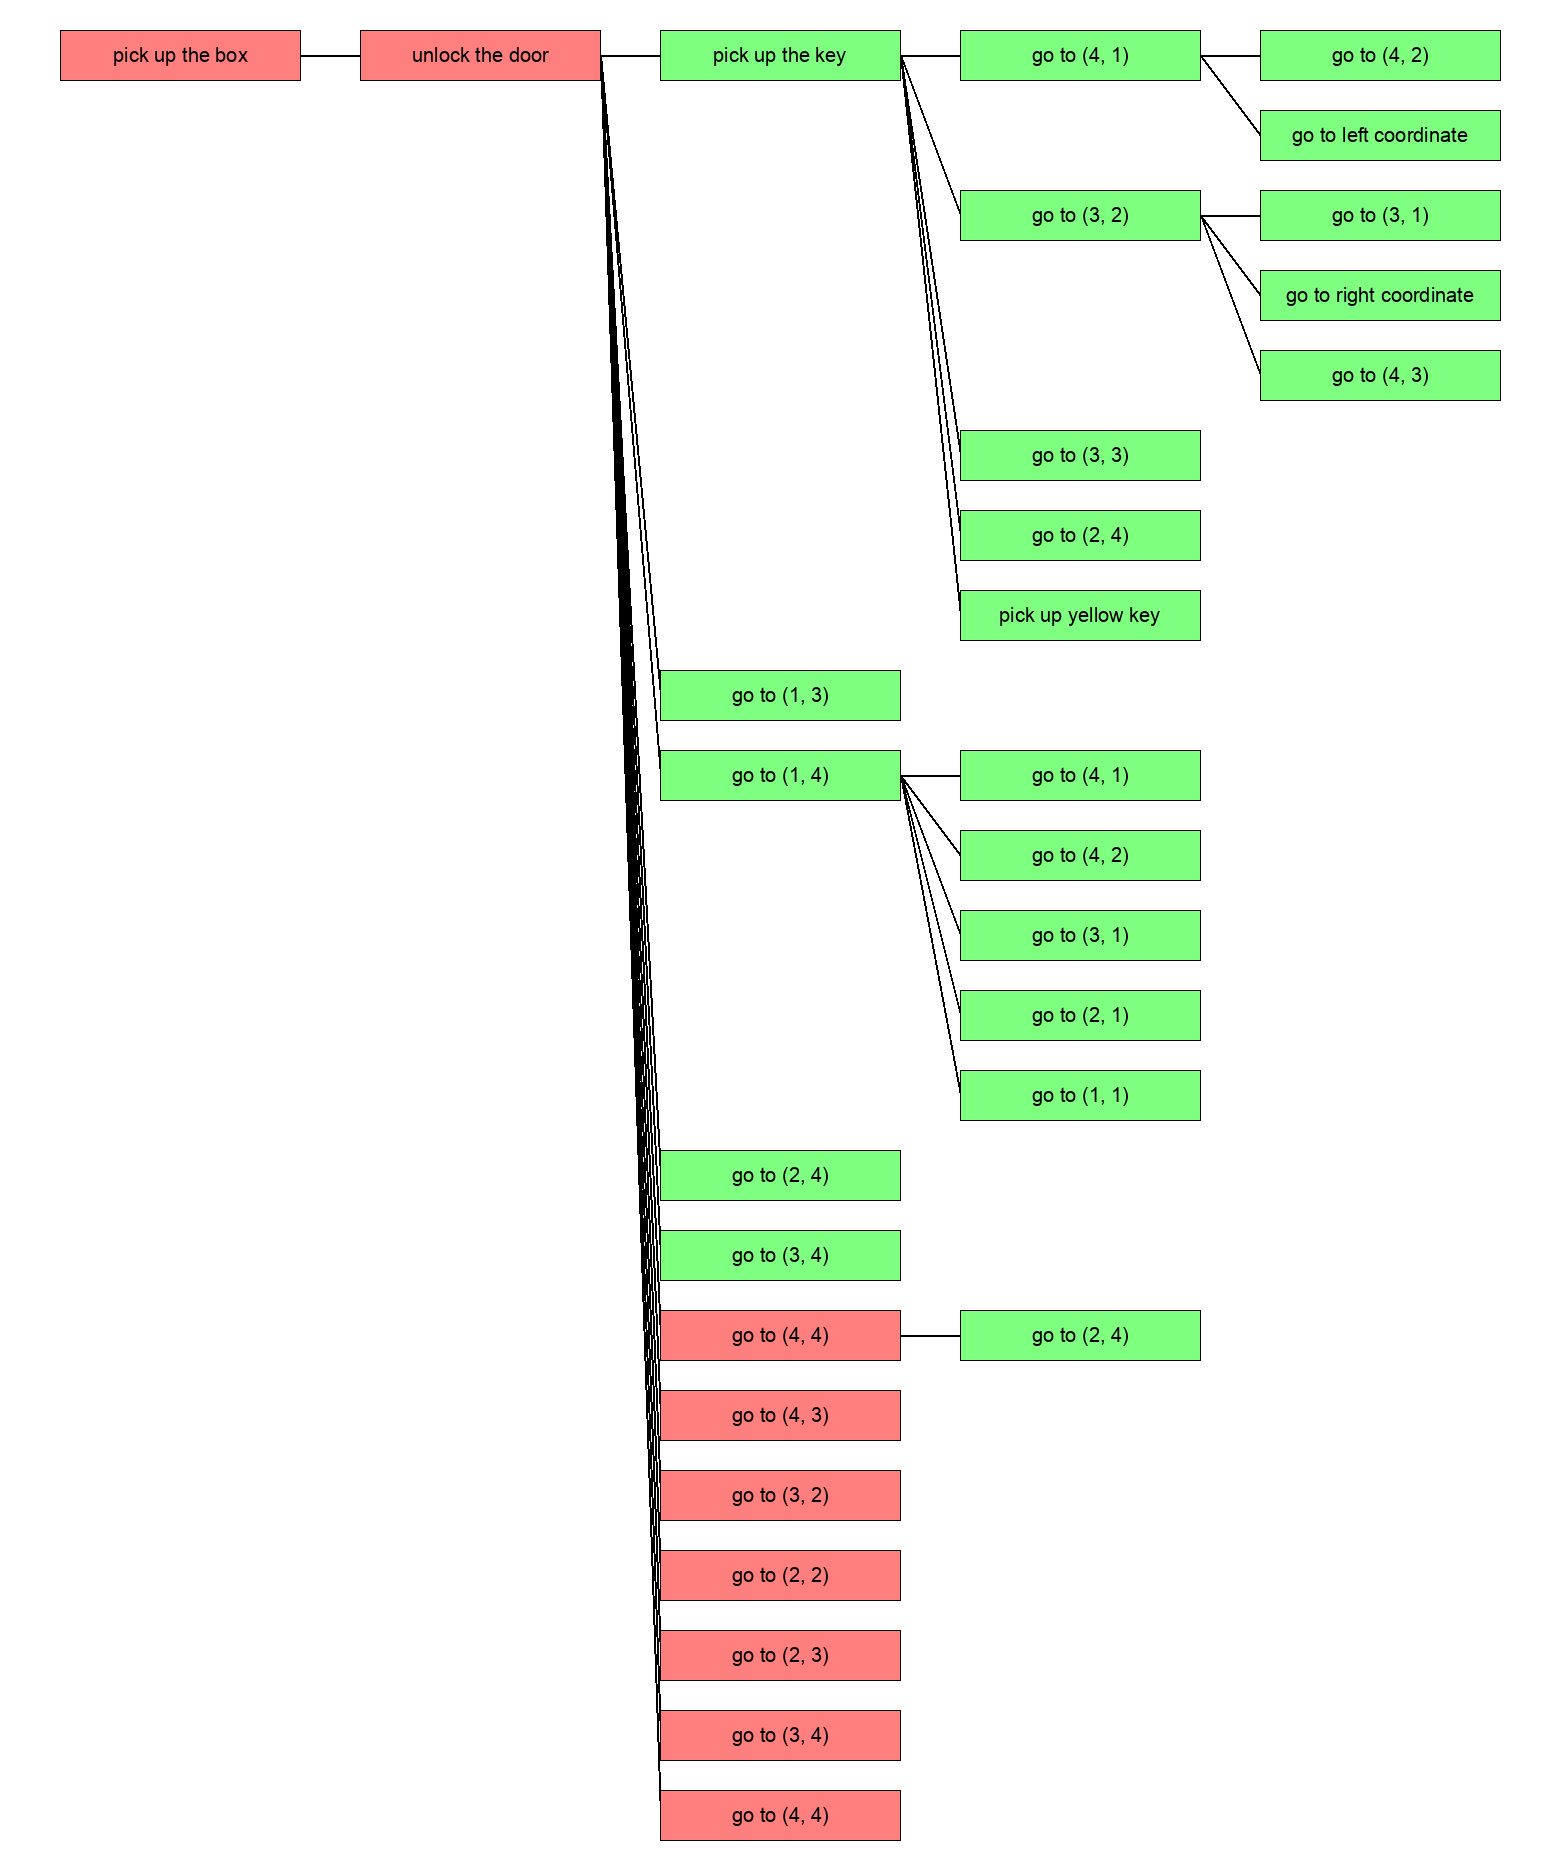 pick up the box
unlock the door
pick up the key
go to (4, 1)
go to (4, 2)
go to left coordinate
go to (3, 2)
go to (3, 1)
go to right coordinate
go to (4, 3)
go to (3, 3)
go to (2, 4)
pick up yellow key
go to (1, 3)
go to (1, 4)
go to (4, 1)
go to (4, 2)
go to (3, 1)
go to (2, 1)
go to (1, 1)
go to (2, 4)
go to (3, 4)
go to (4, 4)
go to (2, 4)
go to (4, 3)
go to (3, 2)
go to (2, 2)
go to (2, 3)
go to (3, 4)
go to (4, 4)